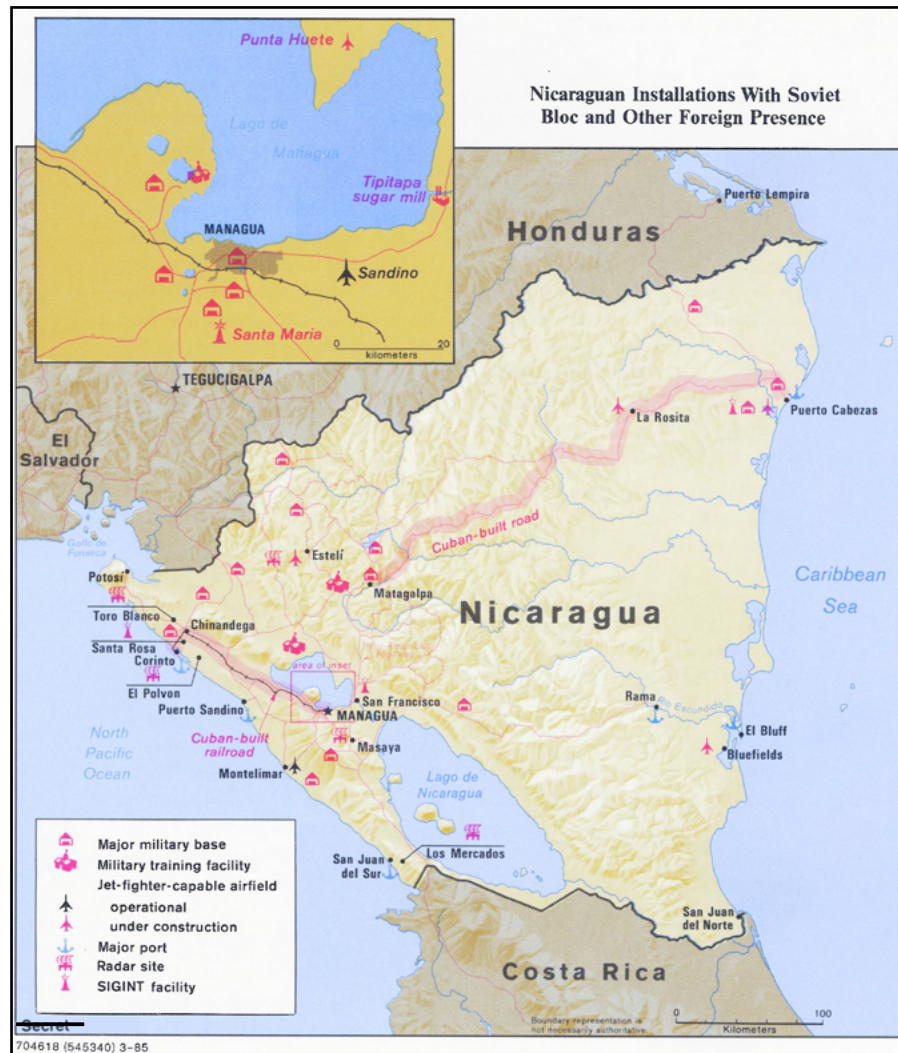 Nicaraguan Installations With Soviet
Bloc and Other Foreign Presence
Punta Huete
Lago de
Managua
Tipitapa
sugar mill
MANAGUA
Sandino
Santa Maria
0 20
kilometers
Puerto Lempira
Honduras
TEGUCIGALPA
El
Salvador
La Rosita
Puerto Cabezas
Cuban-built road
Golfo de
Fonseca
Estelí
Potosí
Matagalpa
Caribbean
Sea
Nicaragua
Toro Blanco
Chinandega
Santa Rosa
Corinto
area of inset
El Polvon
San Francisco
Puerto Sandino
MANAGUA
Rama
Rio Escundido
El Bluff
Bluefields
North
Pacific
Ocean
Cuban-built
railroad
Masaya
Montelimar
Lago de
Nicaragua
San Juan
del Sur
Los Mercados
San Juan
del Norte
Costa Rica
Major military base
Military training facility
Jet-fighter-capable airfield
operational
under construction
Major port
Radar site
SIGINT facility
Boundary representation is
not necessarily authoritative.
0 100
Kilometers
Secret
704618 (545340) 3-85